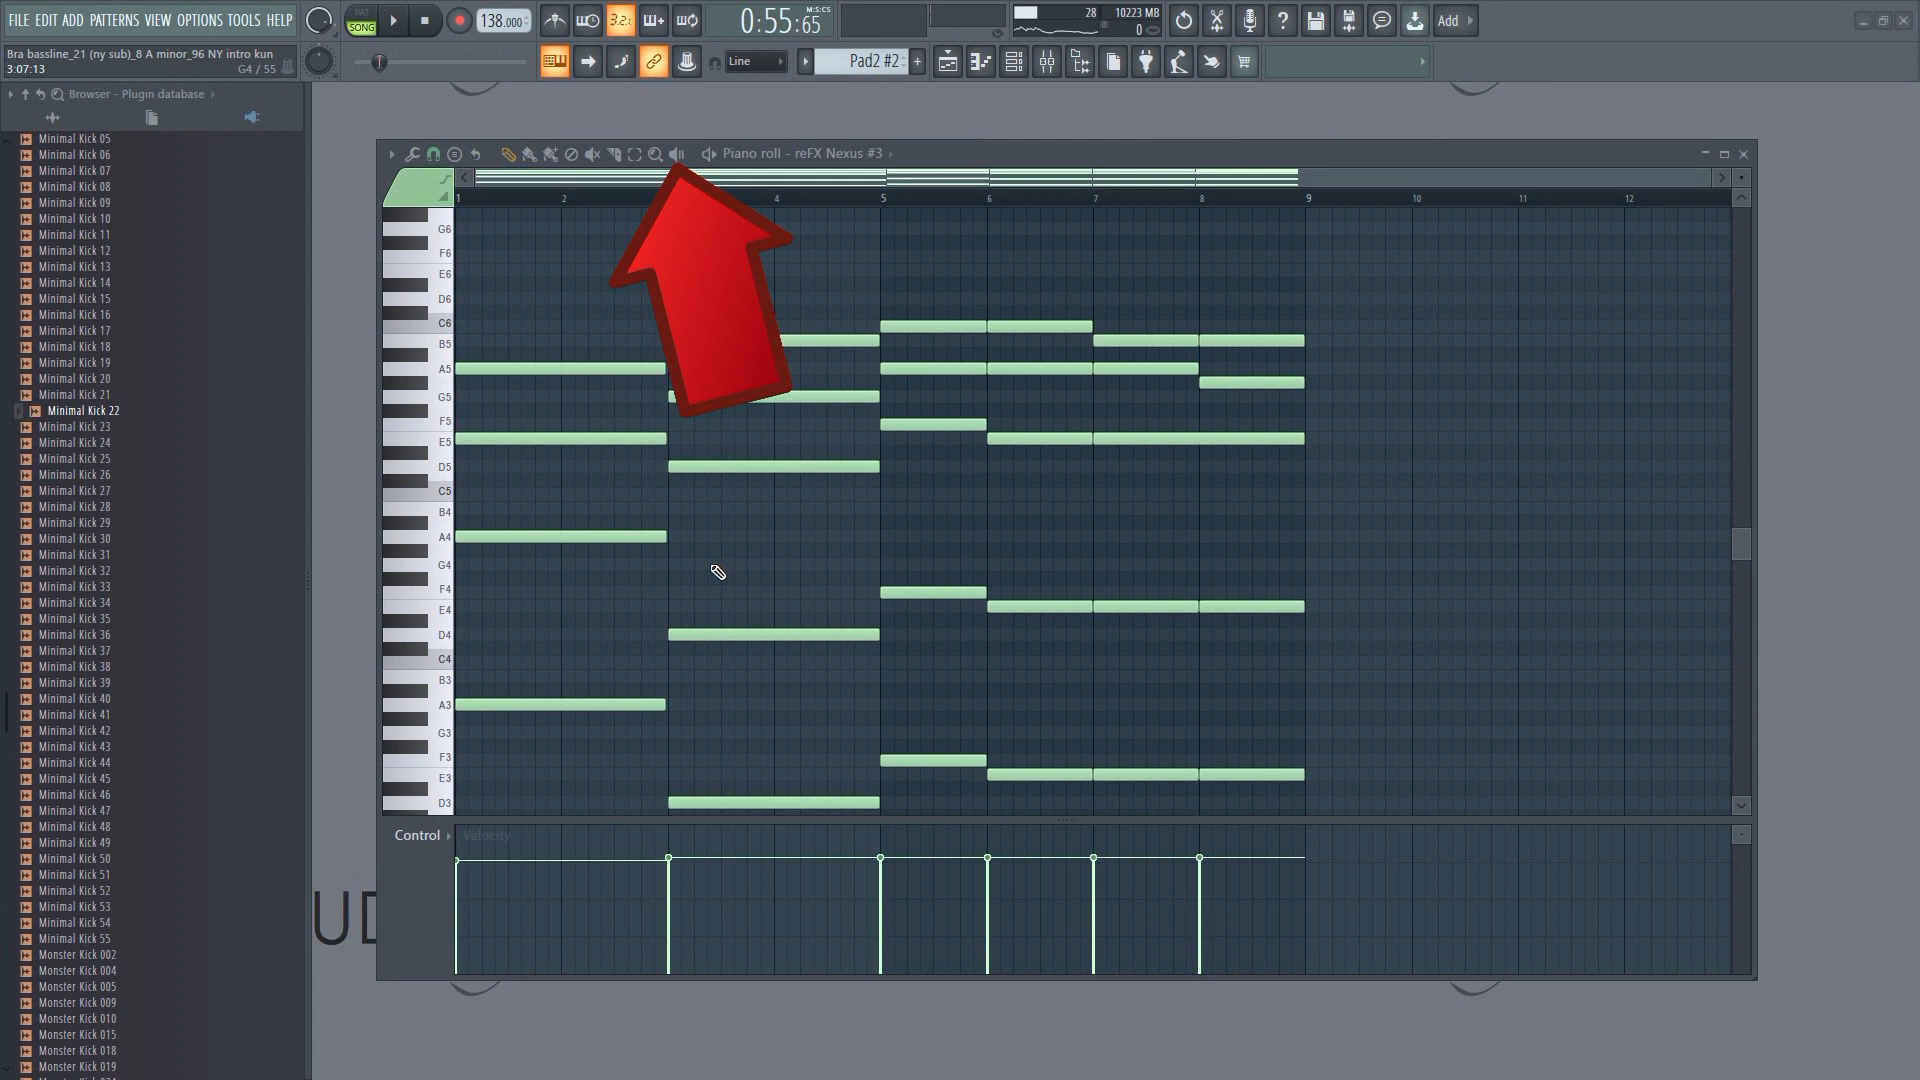 FILE EDIT ADD PATTERNS VIEW OPTIONS TOOLS HELP
PAT
SONG
138.000
3.2.
0:55:65
M:S:CS
28
10223 MB
0
Add
Bra bassline_21 (ny sub)_8 A minor_96 NY intro kun
3:07:13
G4 / 55
Line
Pad2 #2
Browser - Plugin database
Piano roll - reFX Nexus #3
Minimal Kick 05
Minimal Kick 06
Minimal Kick 07
Minimal Kick 08
Minimal Kick 09
Minimal Kick 10
Minimal Kick 11
Minimal Kick 12
Minimal Kick 13
Minimal Kick 14
Minimal Kick 15
Minimal Kick 16
Minimal Kick 17
Minimal Kick 18
Minimal Kick 19
Minimal Kick 20
Minimal Kick 21
Minimal Kick 22
Minimal Kick 23
Minimal Kick 24
Minimal Kick 25
Minimal Kick 26
Minimal Kick 27
Minimal Kick 28
Minimal Kick 29
Minimal Kick 30
Minimal Kick 31
Minimal Kick 32
Minimal Kick 33
Minimal Kick 34
Minimal Kick 35
Minimal Kick 36
Minimal Kick 37
Minimal Kick 38
Minimal Kick 39
Minimal Kick 40
Minimal Kick 41
Minimal Kick 42
Minimal Kick 43
Minimal Kick 44
Minimal Kick 45
Minimal Kick 46
Minimal Kick 47
Minimal Kick 48
Minimal Kick 49
Minimal Kick 50
Minimal Kick 51
Minimal Kick 52
Minimal Kick 53
Minimal Kick 54
Minimal Kick 55
Monster Kick 002
Monster Kick 004
Monster Kick 005
Monster Kick 009
Monster Kick 010
Monster Kick 015
Monster Kick 018
Monster Kick 019
1 2 4 5 6 7 8 9 10 11 12
G6
F6
E6
D6
C6
B5
A5
G5
F5
E5
D5
C5
B4
A4
G4
F4
E4
D4
C4
B3
A3
G3
F3
E3
D3
Control
Velocity
UD